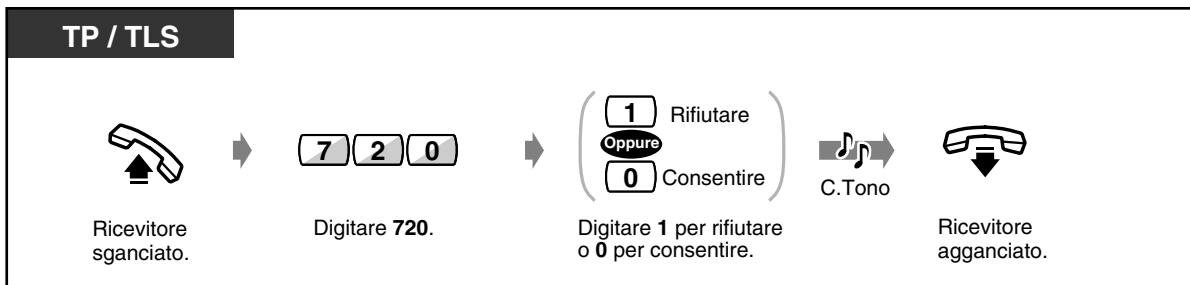 TP / TLS
1 Rifiutare
Oppure
7 2 0
0 Consentire
C.Tono
Ricevitore
sganciato.
Digitare 720.
Digitare 1 per rifiutare
o 0 per consentire.
Ricevitore
agganciato.